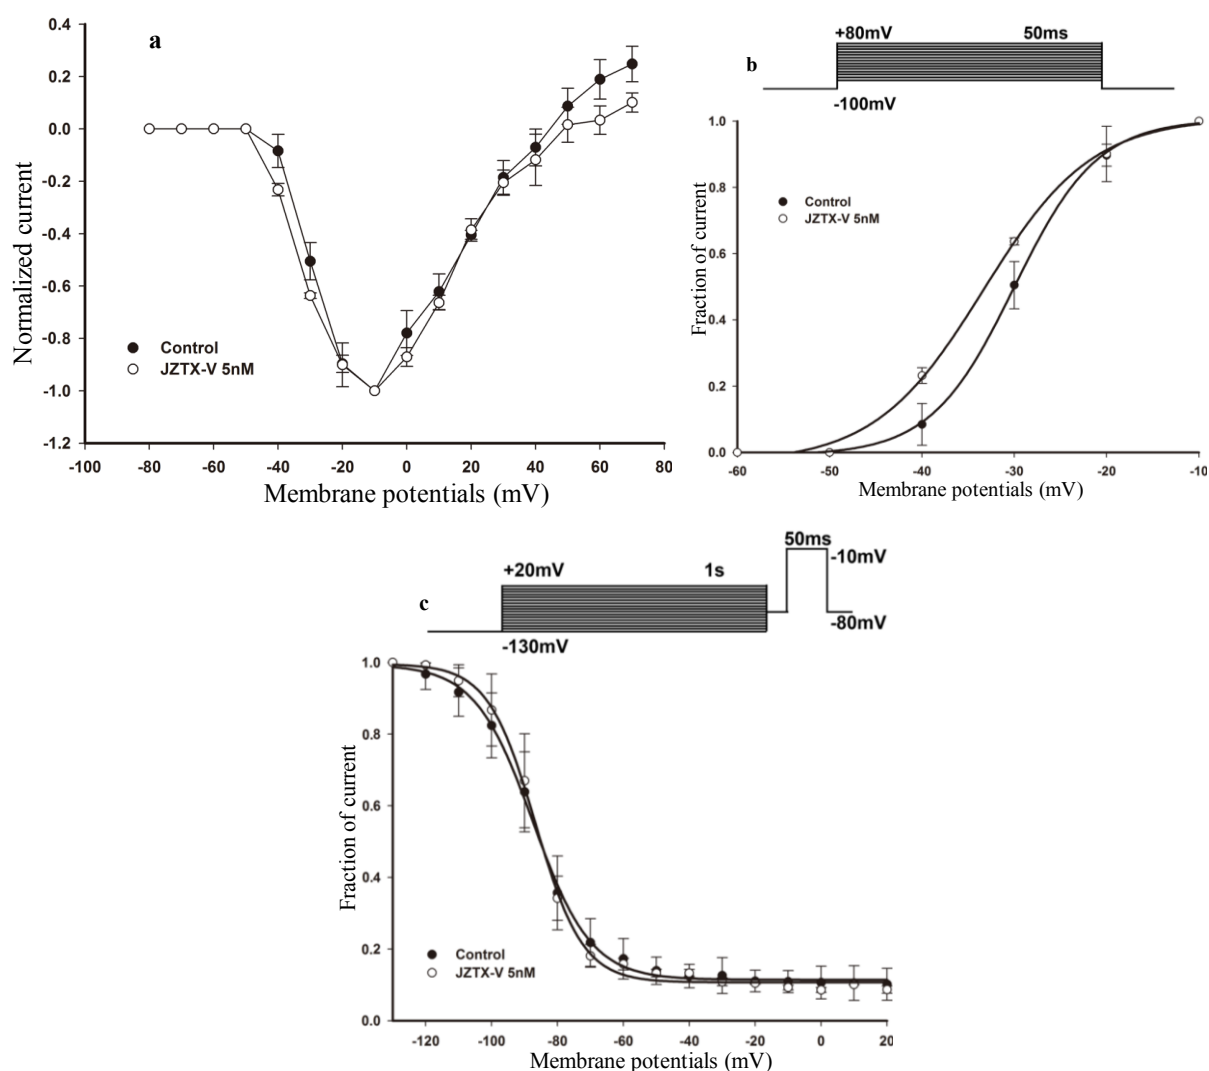 a
0.4
0.2
0.0
-0.2
-0.4
-0.6
-0.8
-1.0
-1.2
Normalized current
Control
JZTX-V 5nM
-100 -80 -60 -40 -20 0 20 40 60 80
Membrane potentials (mV)
b
+80mV 50ms
-100mV
1.0
0.8
0.6
0.4
0.2
0.0
Fraction of current
Control
JZTX-V 5nM
-60 -50 -40 -30 -20 -10
Membrane potentials (mV)
c
50ms
-10mV
+20mV 1s
-80mV
-130mV
1.0
0.8
0.6
0.4
0.2
0.0
Fraction of current
Control
JZTX-V 5nM
-120 -100 -80 -60 -40 -20 0 20
Membrane potentials (mV)